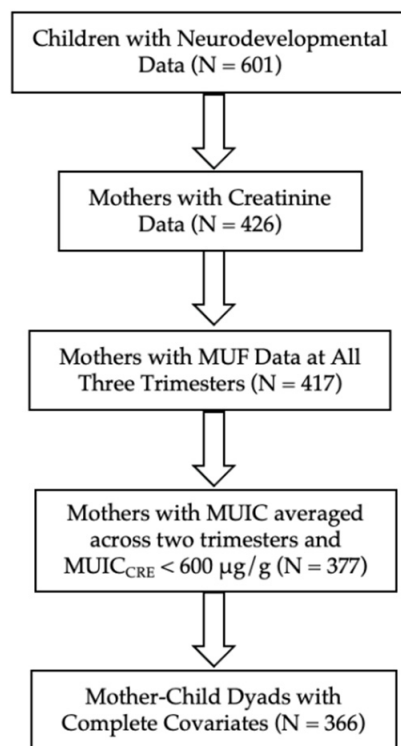 Children with Neurodevelopmental
Data (N = 601)
Mothers with Creatinine
Data (N = 426)
Mothers with MUF Data at All
Three Trimesters (N = 417)
Mothers with MUIC averaged
across two trimesters and
MUICCRE < 600 µg/g (N = 377)
Mother-Child Dyads with
Complete Covariates (N = 366)